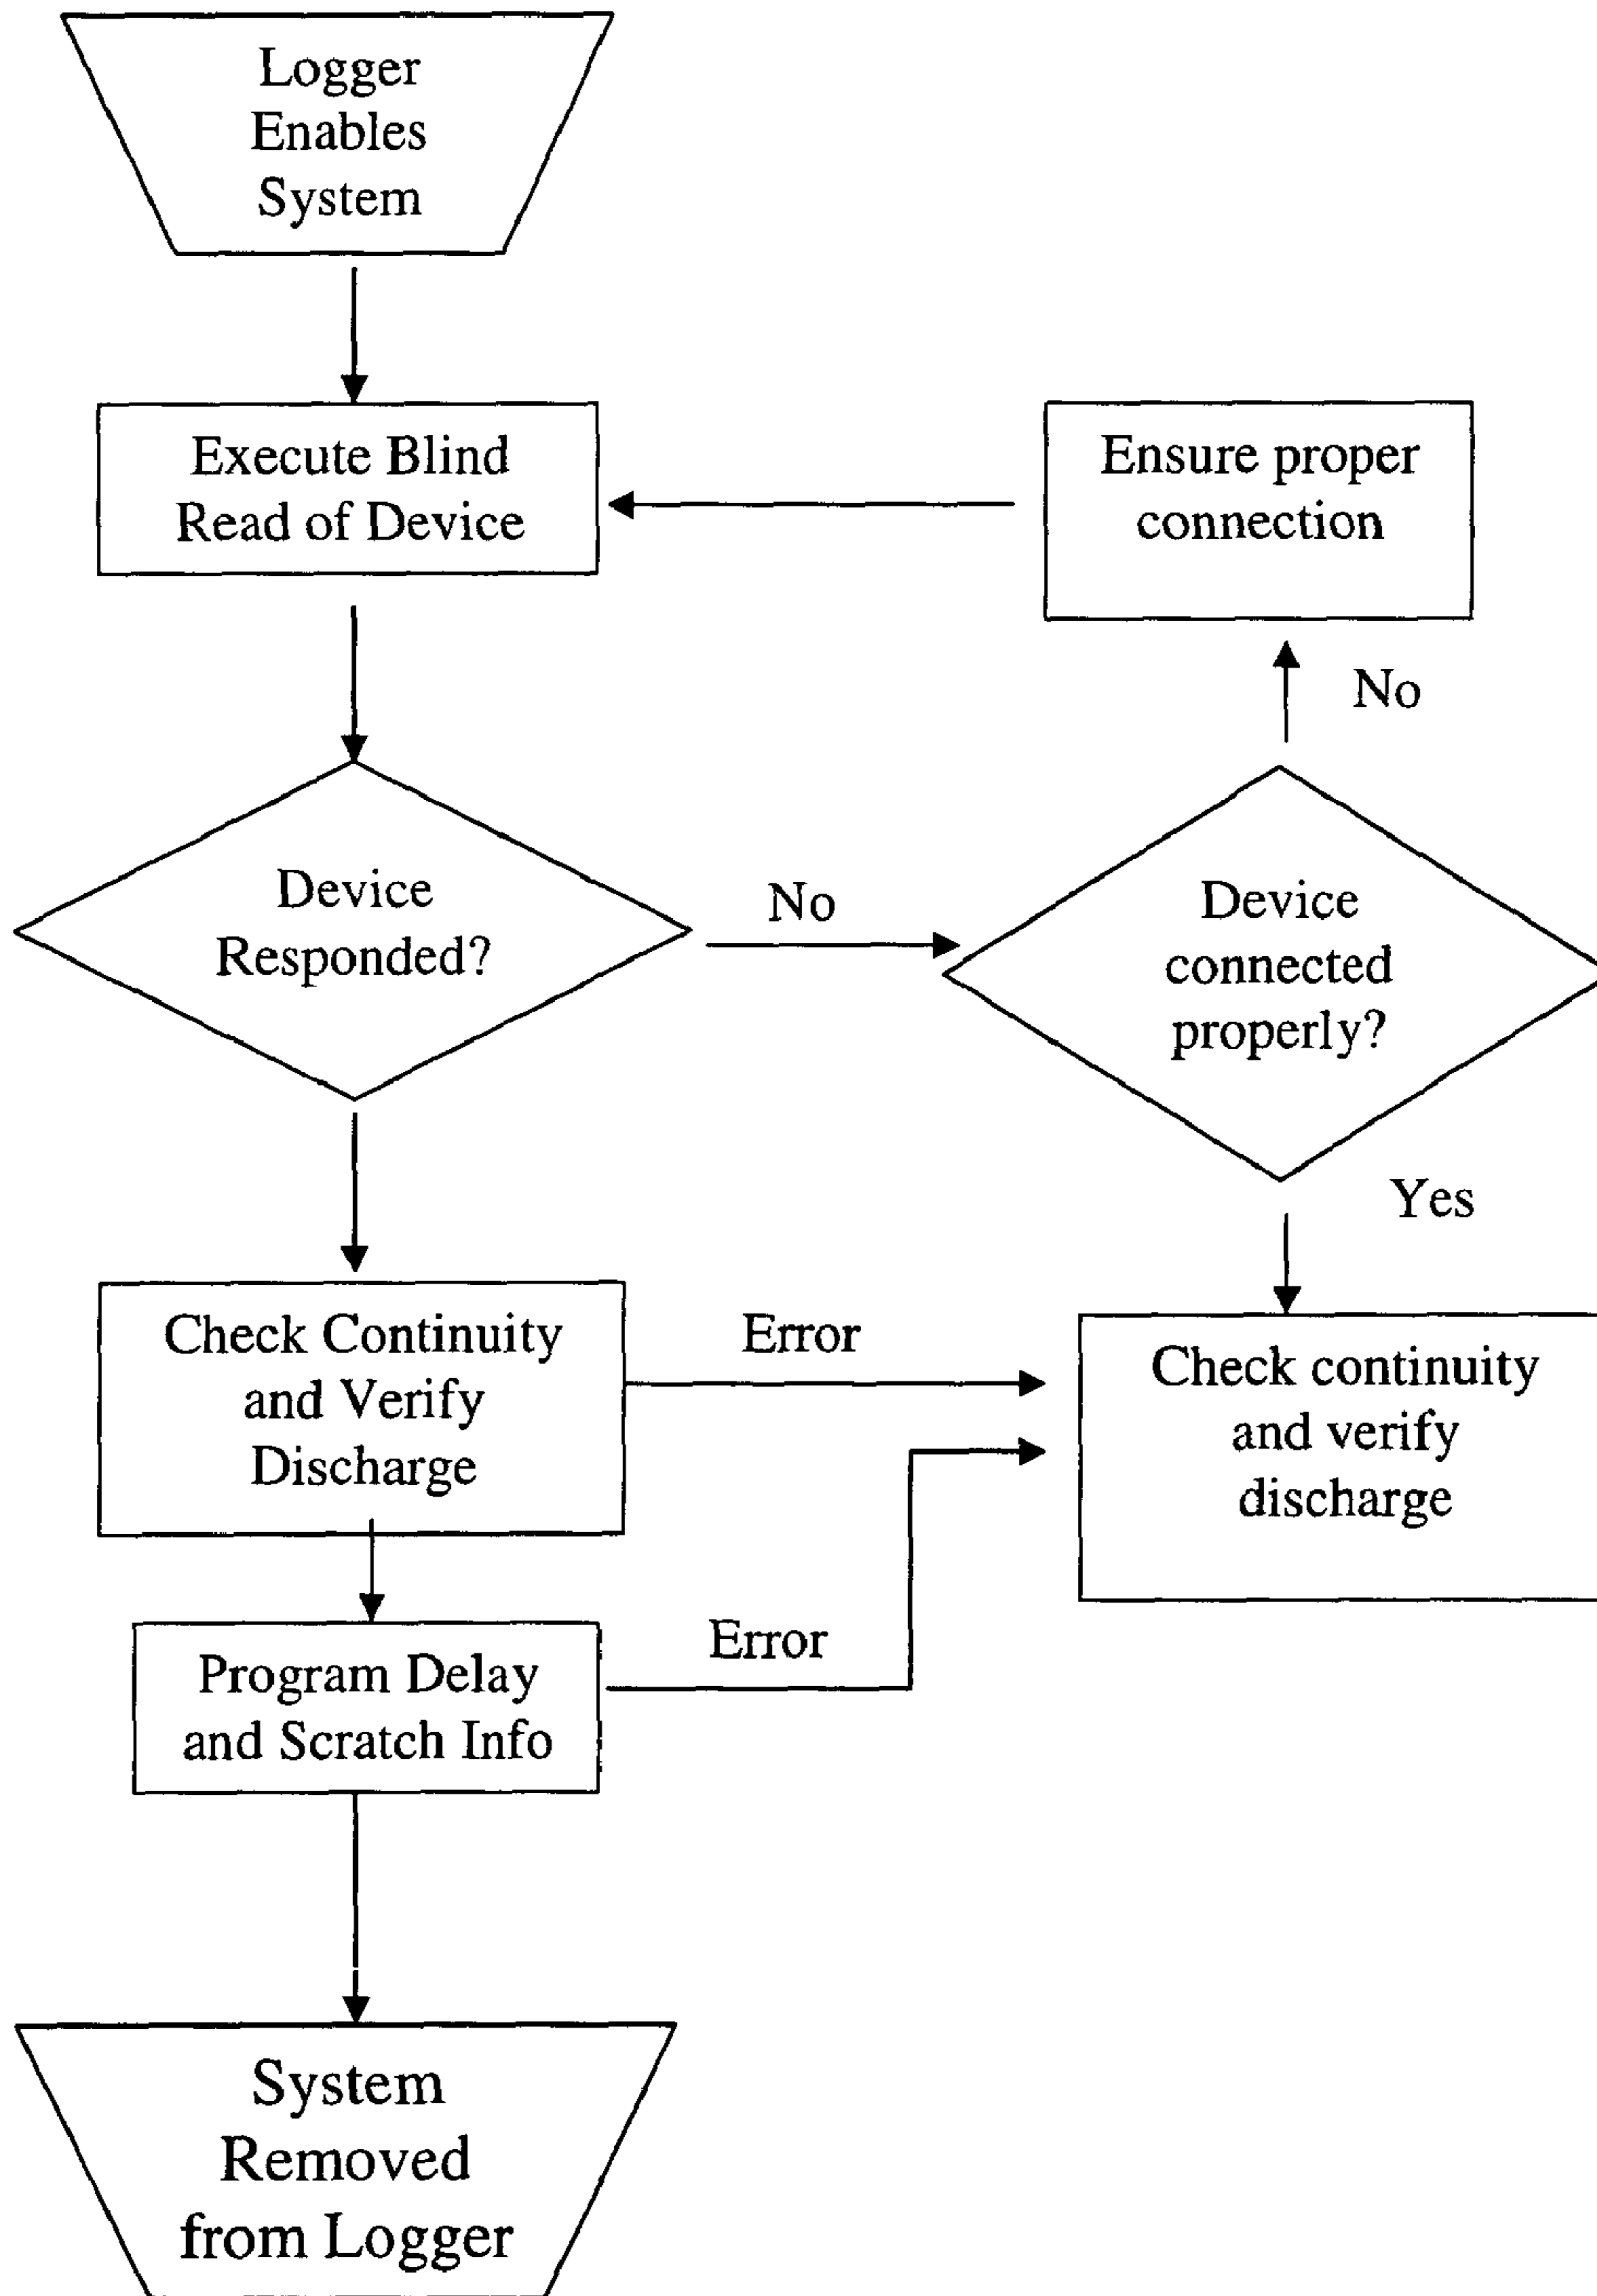 Logger
Enables
System
Execute Blind
Read of Device
Ensure proper
connection
No
Device
Responded?
No
Device
connected
properly?
Yes
Check Continuity
and Verify
Discharge
Error
Check continuity
and verify
discharge
Program Delay
and Scratch Info
Error
System
Removed
from Logger